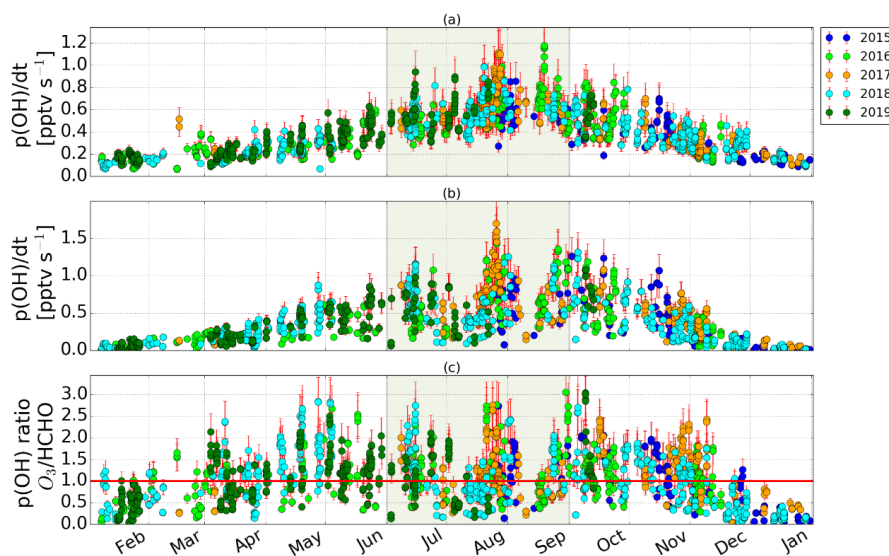 (a)
1.2
1.0
0.8
0.6
0.4
0.2
0.0
p(OH)/dt
[pptv s⁻¹]
2015
2016
2017
2018
2019
(b)
1.5
1.0
0.5
0.0
p(OH)/dt
[pptv s⁻¹]
(c)
3.0
2.5
2.0
1.5
1.0
0.5
0.0
p(OH) ratio
O₃/HCHO
Feb Mar Apr May Jun Jul Aug Sep Oct Nov Dec Jan